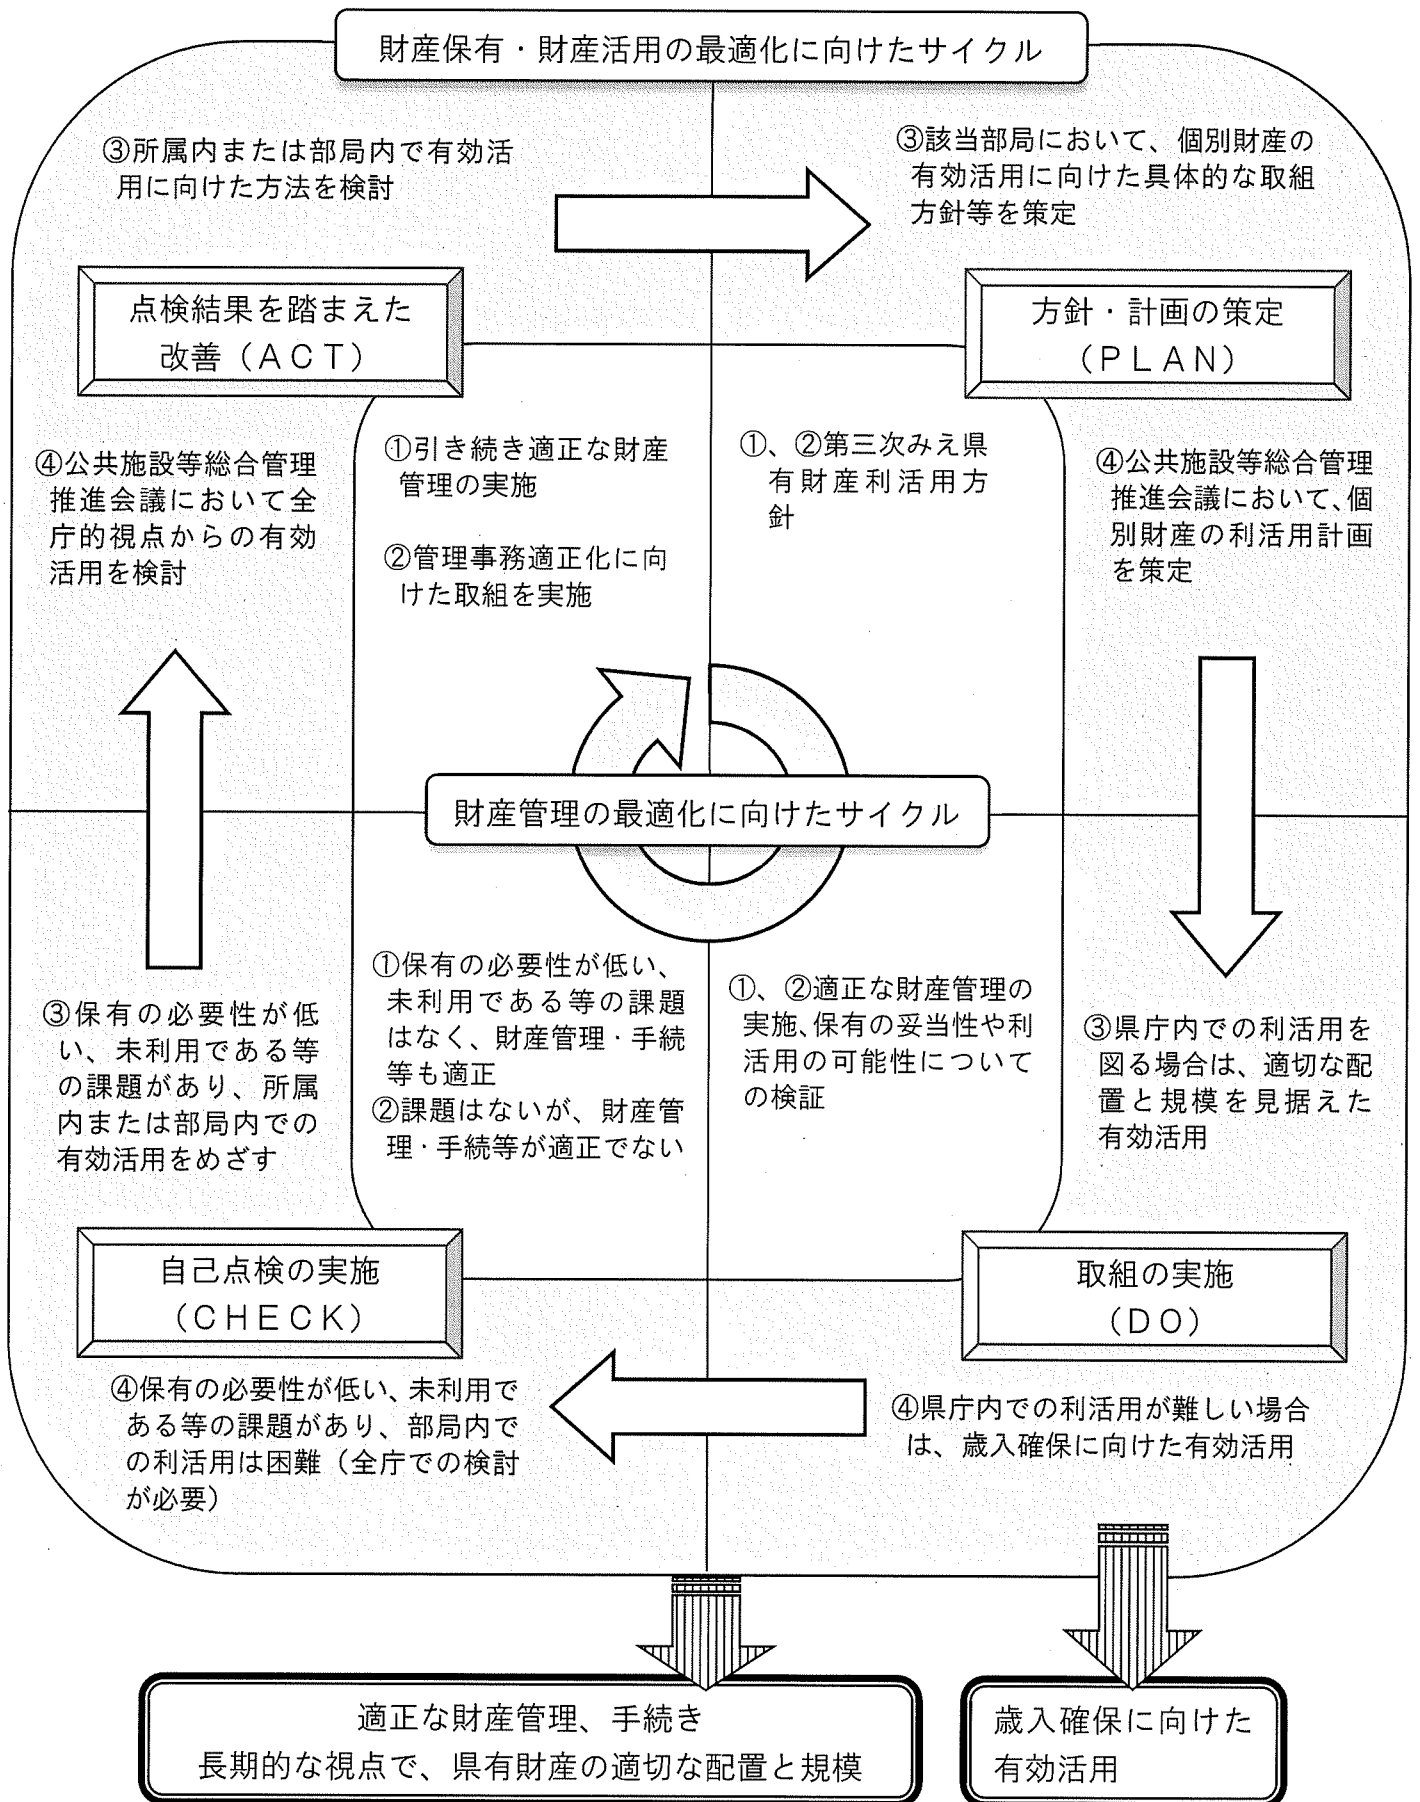 財産保有・財産活用の最適化に向けたサイクル
③所属内または部局内で有効活
用に向けた方法を検討
③該当部局において、個別財産の
有効活用に向けた具体的な取組
方針等を策定
点検結果を踏まえた
改善（ＡＣＴ）
方針・計画の策定
（ＰＬＡＮ）
④公共施設等総合管理
推進会議において全
庁的視点からの有効
活用を検討
①引き続き適正な財産
管理の実施
②管理事務適正化に向
けた取組を実施
①、②第三次みえ県
有財産利活用方
針
④公共施設等総合管理
推進会議において、個
別財産の利活用計画
を策定
財産管理の最適化に向けたサイクル
③保有の必要性が低
い、未利用である等
の課題があり、所属
内または部局内での
有効活用をめざす
①保有の必要性が低い、
未利用である等の課題
はなく、財産管理・手続
等も適正
②課題はないが、財産管
理・手続等が適正でない
①、②適正な財産管理の
実施、保有の妥当性や利
活用の可能性について
の検証
③県庁内での利活用を
図る場合は、適切な配
置と規模を見据えた
有効活用
自己点検の実施
（ＣＨＥＣＫ）
取組の実施
（ＤＯ）
④保有の必要性が低い、未利用で
ある等の課題があり、部局内で
の利活用は困難（全庁での検討
が必要）
④県庁内での利活用が難しい場合
は、歳入確保に向けた有効活用
適正な財産管理、手続き
長期的な視点で、県有財産の適切な配置と規模
歳入確保に向けた
有効活用